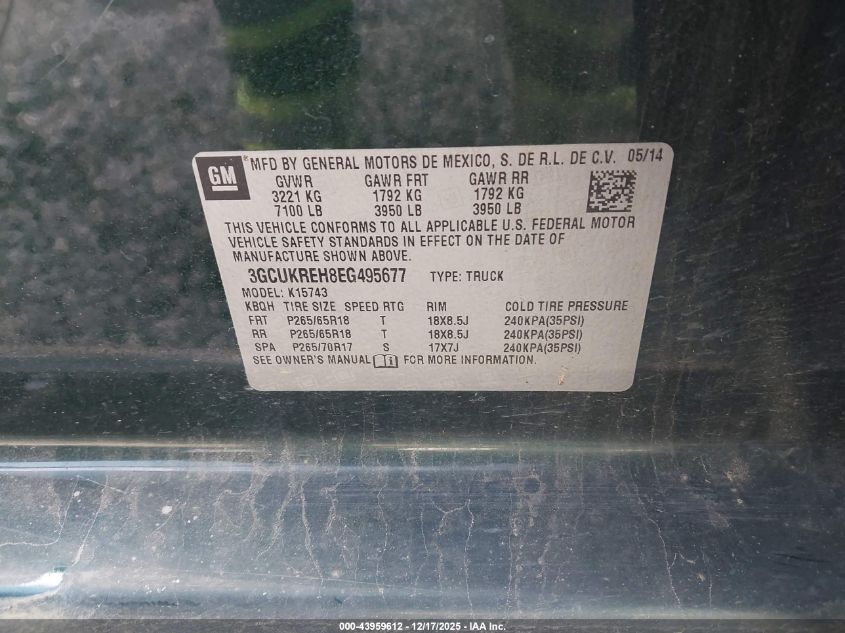 GM
®MFD BY GENERAL MOTORS DE MEXICO, S. DE R.L. DE C.V. 05/14
GVWR GAWR FRT GAWR RR
3221 KG 1792 KG 1792 KG
7100 LB 3950 LB 3950 LB
THIS VEHICLE CONFORMS TO ALL APPLICABLE U.S. FEDERAL MOTOR
VEHICLE SAFETY STANDARDS IN EFFECT ON THE DATE OF
MANUFACTURE SHOWN ABOVE.
3GCUKREH8EG495677 TYPE: TRUCK
MODEL: K15743
KBQH TIRE SIZE SPEED RTG RIM COLD TIRE PRESSURE
FRT P265/65R18 T 18X8.5J 240KPA(35PSI)
RR P265/65R18 T 18X8.5J 240KPA(35PSI)
SPA P265/70R17 S 17X7J 240KPA(35PSI)
SEE OWNER'S MANUAL FOR MORE INFORMATION.
000-43959612 - 12/17/2025 - IAA Inc.